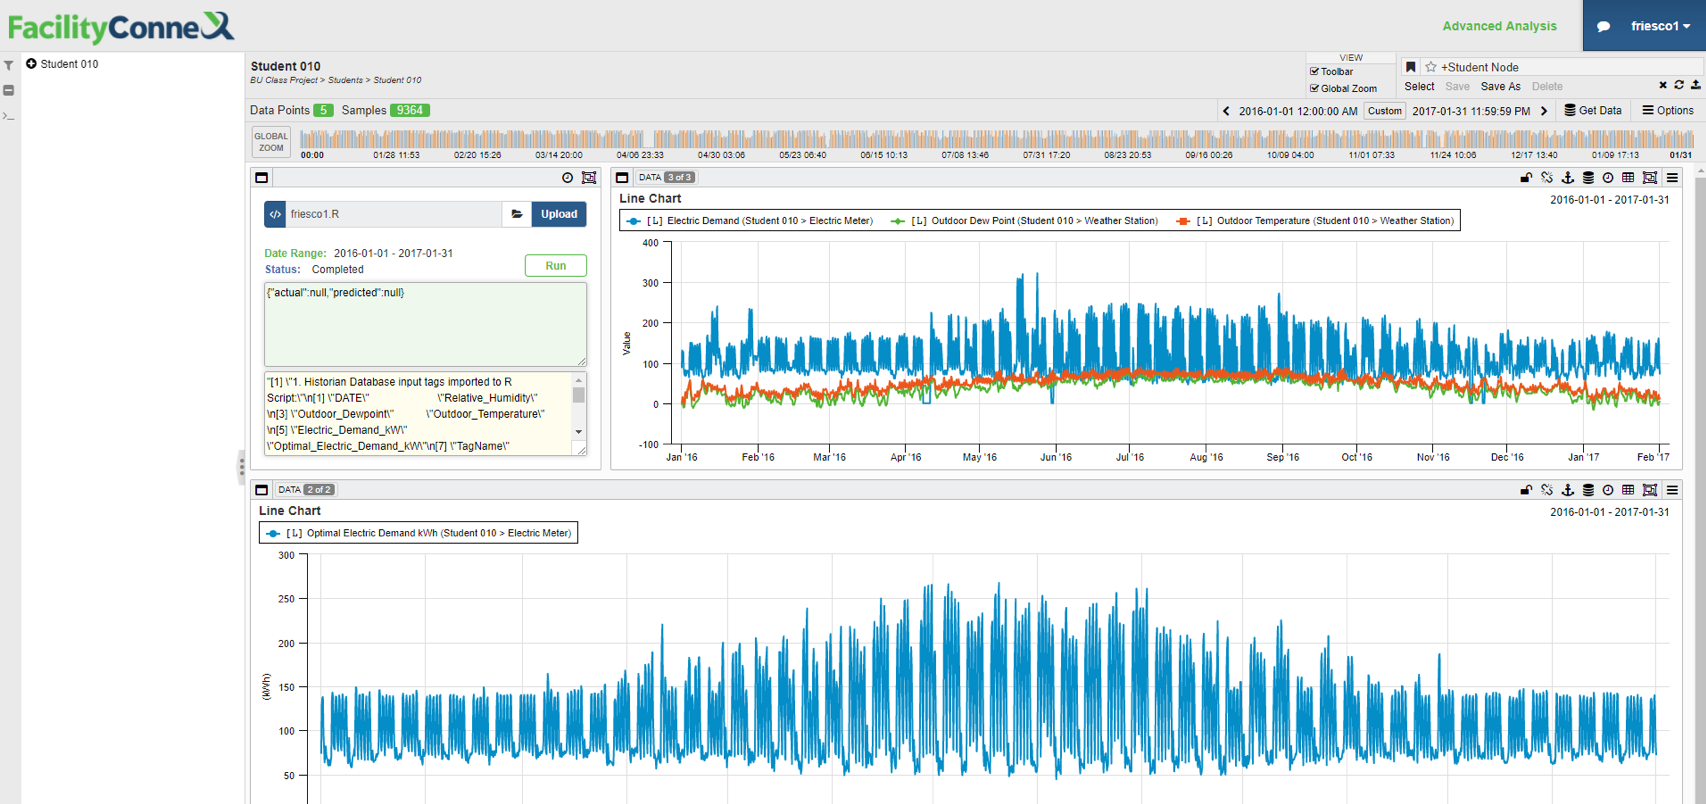 FacilityConneX
Advanced Analysis
friesco1
Student 010
Student 010
BU Class Project > Students > Student 010
VIEW
Toolbar
Global Zoom
+Student Node
Select Save Save As Delete
Data Points 5 Samples 9364
2016-01-01 12:00:00 AM Custom 2017-01-31 11:59:59 PM Get Data Options
GLOBAL ZOOM
00:00 01/28 11:53 02/20 15:26 03/14 20:00 04/06 23:33 04/30 03:06 05/23 06:40 06/15 10:13 07/08 13:46 07/31 17:20 08/23 20:53 09/16 00:26 10/09 04:00 11/01 07:33 11/24 10:06 12/17 13:40 01/09 17:13 01/31
</> friesco1.R Upload
Date Range: 2016-01-01 - 2017-01-31
Status: Completed
Run
{"actual":null,"predicted":null}
"[1] \"1. Historian Database input tags imported to R
Script:\"\n[1] \"DATE\" \"Relative_Humidity\"
\n[3] \"Outdoor_Dewpoint\" \"Outdoor_Temperature\"
\n[5] \"Electric_Demand_kW\"
\"Optimal_Electric_Demand_kW\"\n[7] \"TagName\"
DATA 3 of 3
Line Chart
2016-01-01 - 2017-01-31
[L] Electric Demand (Student 010 > Electric Meter) [L] Outdoor Dew Point (Student 010 > Weather Station) [L] Outdoor Temperature (Student 010 > Weather Station)
400
300
200
100
0
-100
Value
Jan '16 Feb '16 Mar '16 Apr '16 May '16 Jun '16 Jul '16 Aug '16 Sep '16 Oct '16 Nov '16 Dec '16 Jan '17 Feb '17
DATA 2 of 2
Line Chart
2016-01-01 - 2017-01-31
[L] Optimal Electric Demand kWh (Student 010 > Electric Meter)
300
250
200
150
100
50
(kWh)